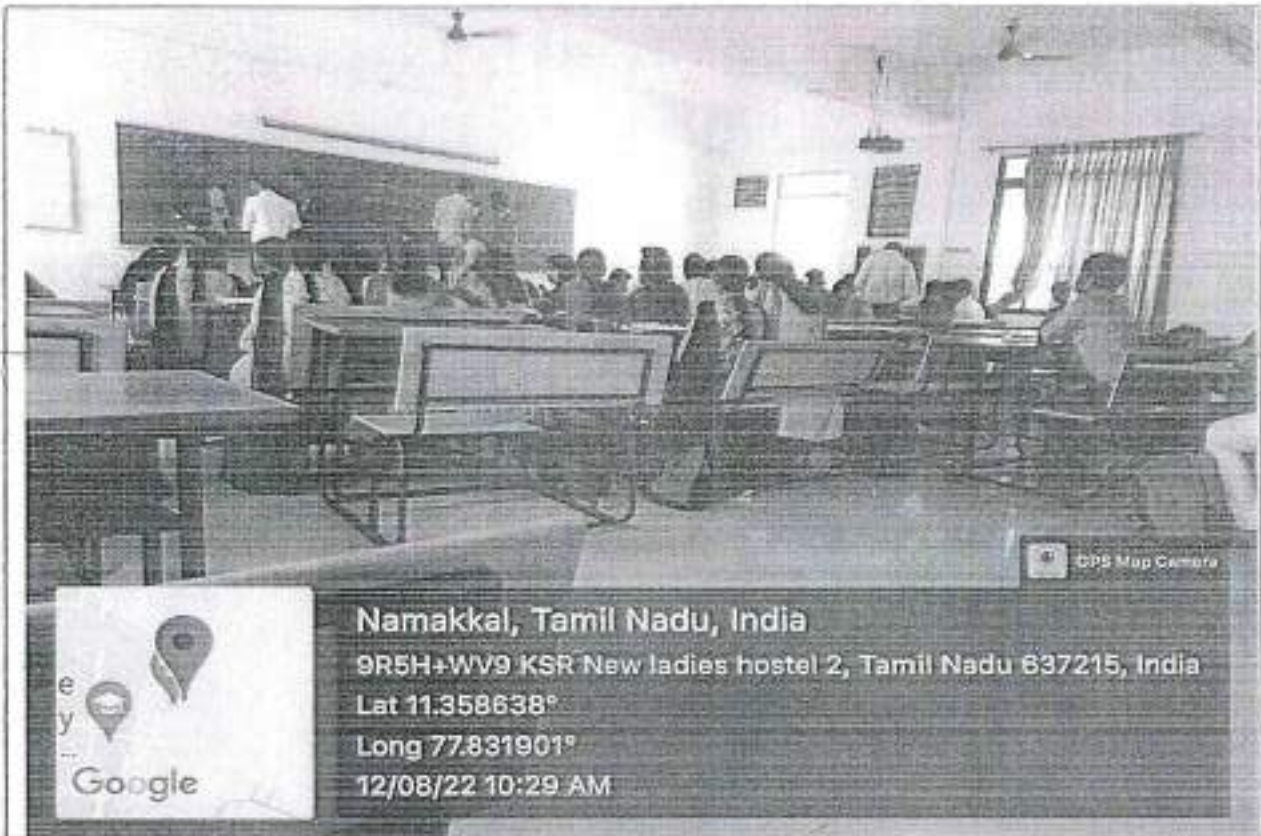 GPS Map Camera
Namakkal, Tamil Nadu, India
9R5H+WV9 KSR New ladies hostel 2, Tamil Nadu 637215, India
Lat 11.358638°
Long 77.831901°
12/08/22 10:29 AM
e
y
Google